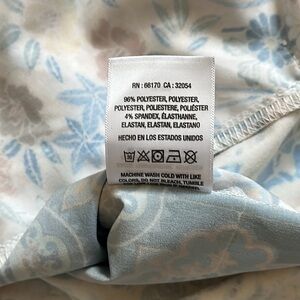 RN : 66170 CA : 32054
96% POLYESTER, POLYESTER,
POLYESTER, POLIESTERE, POLIÉSTER
4% SPANDEX, ÉLASTHANNE,
ELASTAN, ELASTAN, ELASTANO
HECHO EN LOS ESTADOS UNIDOS
MACHINE WASH COLD WITH LIKE
COLORS, DO NOT BLEACH, TUMBLE